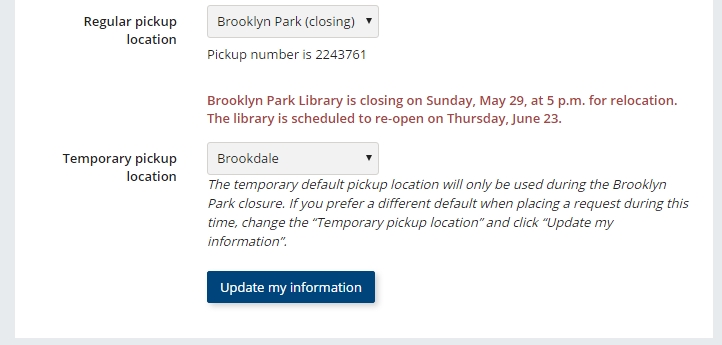 Regular pickup location
Brooklyn Park (closing)
Pickup number is 2243761
Brooklyn Park Library is closing on Sunday, May 29, at 5 p.m. for relocation.
The library is scheduled to re-open on Thursday, June 23.
Temporary pickup location
Brookdale
The temporary default pickup location will only be used during the Brooklyn
Park closure. If you prefer a different default when placing a request during this
time, change the “Temporary pickup location” and click “Update my
information”.
Update my information